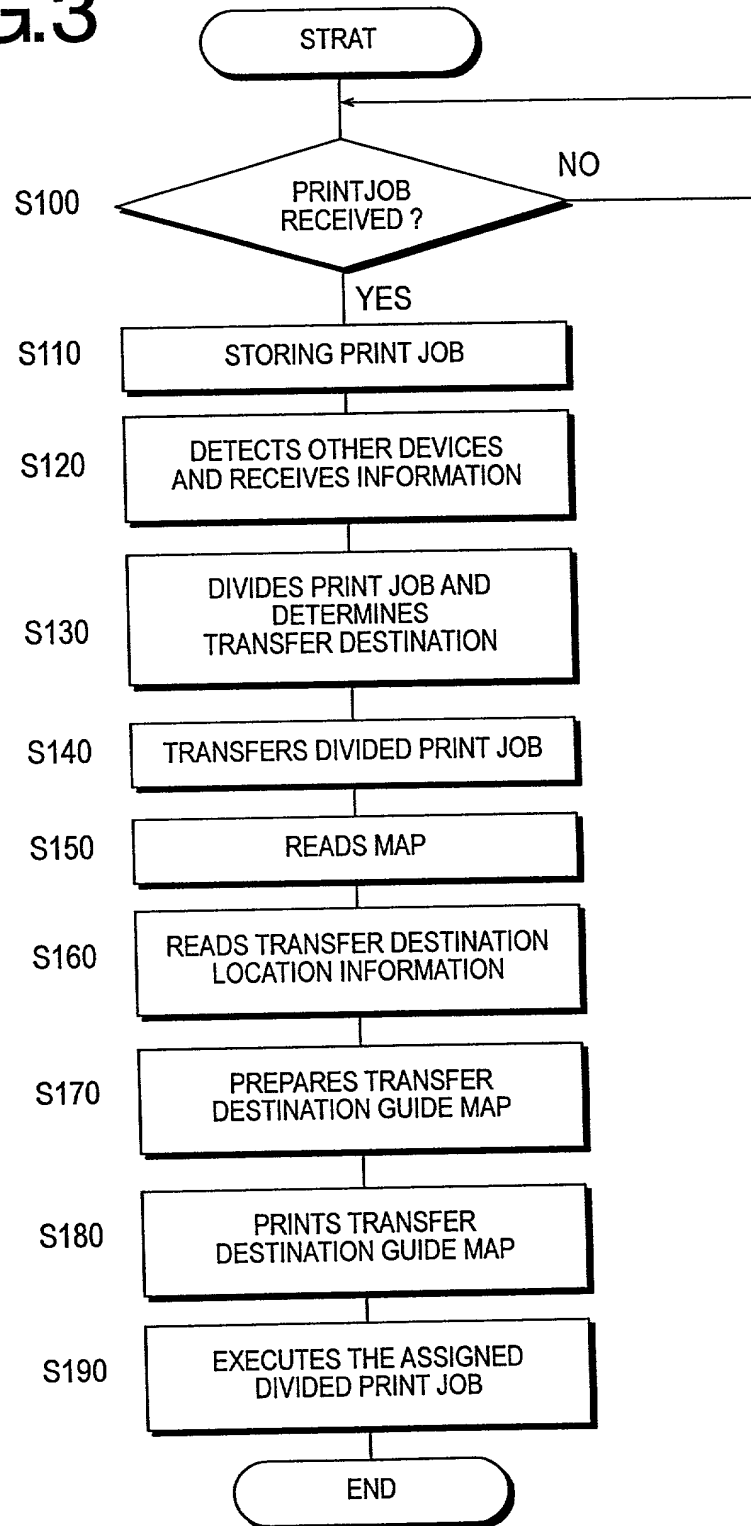 G.3
STRAT
S100
PRINTJOB
RECEIVED ?
NO
YES
S110
STORING PRINT JOB
S120
DETECTS OTHER DEVICES
AND RECEIVES INFORMATION
S130
DIVIDES PRINT JOB AND
DETERMINES
TRANSFER DESTINATION
S140
TRANSFERS DIVIDED PRINT JOB
S150
READS MAP
S160
READS TRANSFER DESTINATION
LOCATION INFORMATION
S170
PREPARES TRANSFER
DESTINATION GUIDE MAP
S180
PRINTS TRANSFER
DESTINATION GUIDE MAP
S190
EXECUTES THE ASSIGNED
DIVIDED PRINT JOB
END